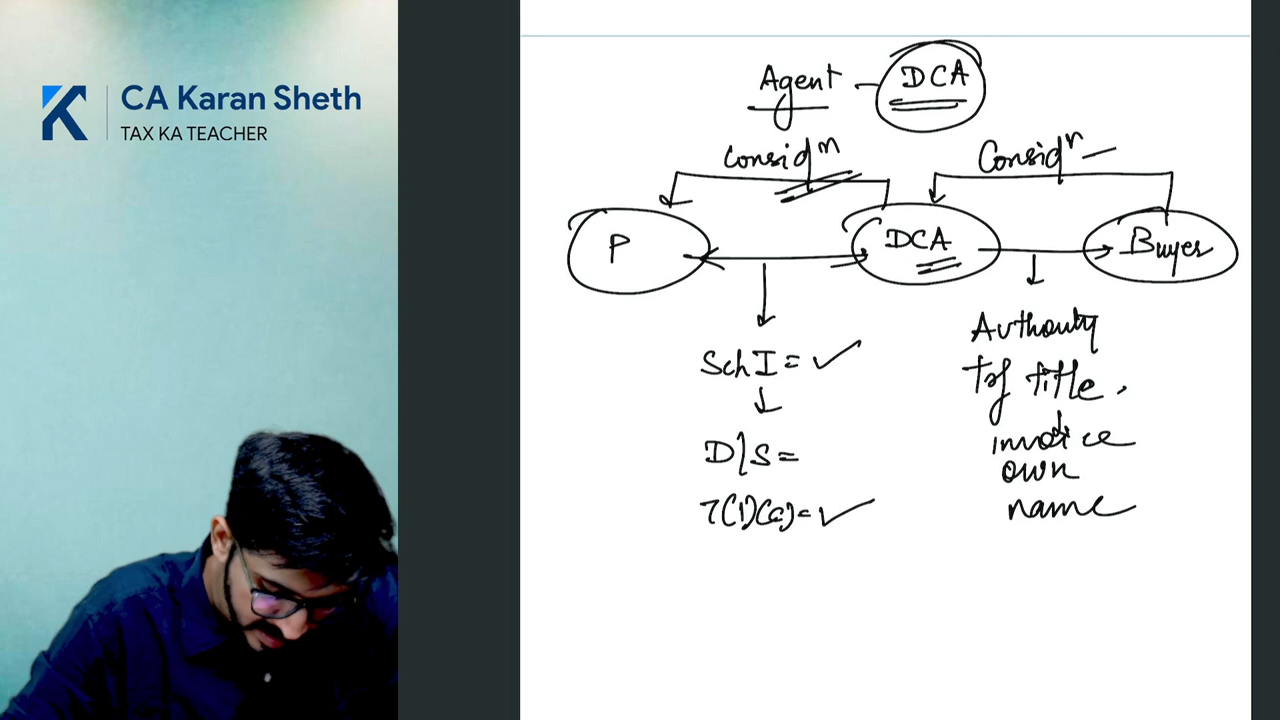 CA Karan Sheth
TAX KA TEACHER
Agent - DCA
Considⁿ
Considⁿ
P
DCA
Buyer
Sch I = ✓
D/S =
7(1)(c) = ✓
Authority
Tof title.
invoice
own
name